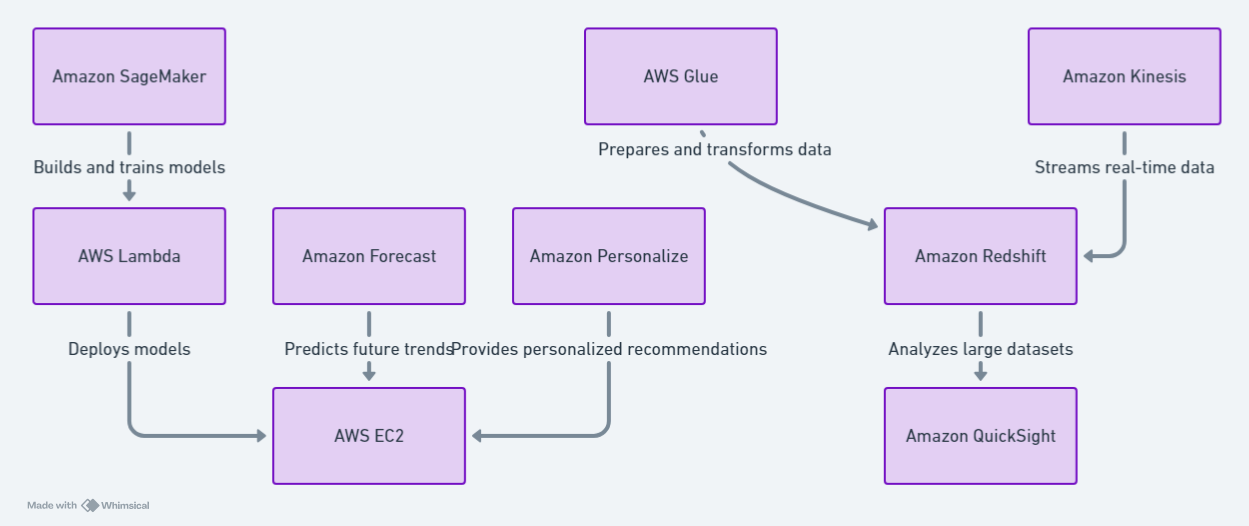 Amazon SageMaker
AWS Glue
Amazon Kinesis
Prepares and transforms data
Builds and trains models
Streams real-time data
AWS Lambda
Amazon Forecast
Amazon Personalize
Amazon Redshift
Deploys models
Predicts future trends
Provides personalized recommendations
Analyzes large datasets
AWS EC2
Amazon QuickSight
Made with Whimsical